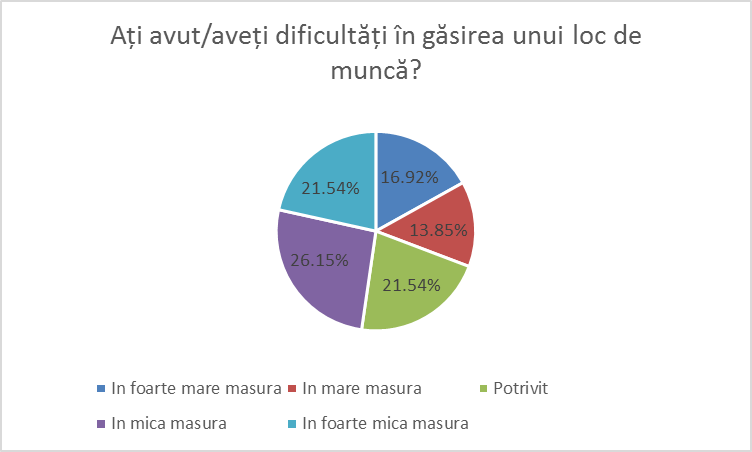 Ați avut/aveți dificultăți în găsirea unui loc de
muncă?
16.92%
13.85%
21.54%
26.15%
21.54%
In foarte mare masura
In mare masura
Potrivit
In mica masura
In foarte mica masura